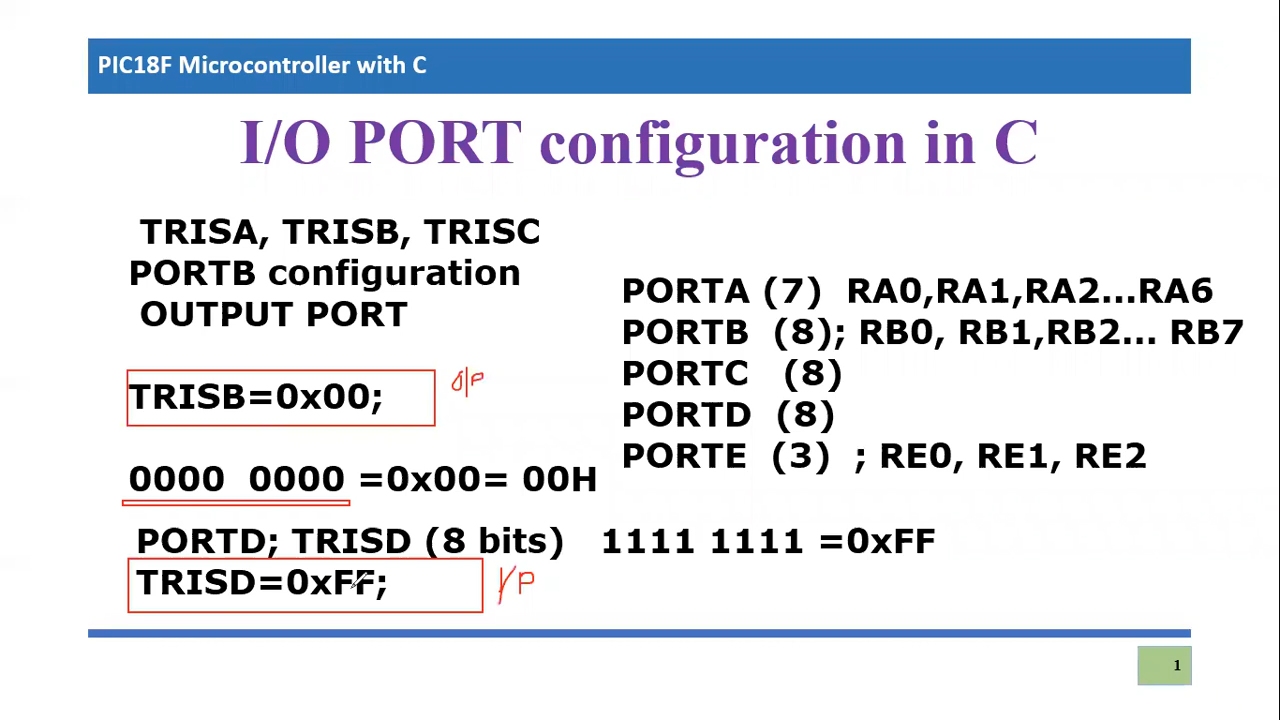 PIC18F Microcontroller with C
I/O PORT configuration in C
TRISA, TRISB, TRISC
PORTB configuration
OUTPUT PORT
TRISB=0x00; O|P
0000 0000 =0x00= 00H
PORTA (7) RA0,RA1,RA2...RA6
PORTB (8); RB0, RB1,RB2... RB7
PORTC (8)
PORTD (8)
PORTE (3) ; RE0, RE1, RE2
PORTD; TRISD (8 bits) 1111 1111 =0xFF
TRISD=0xFF; I/P
1